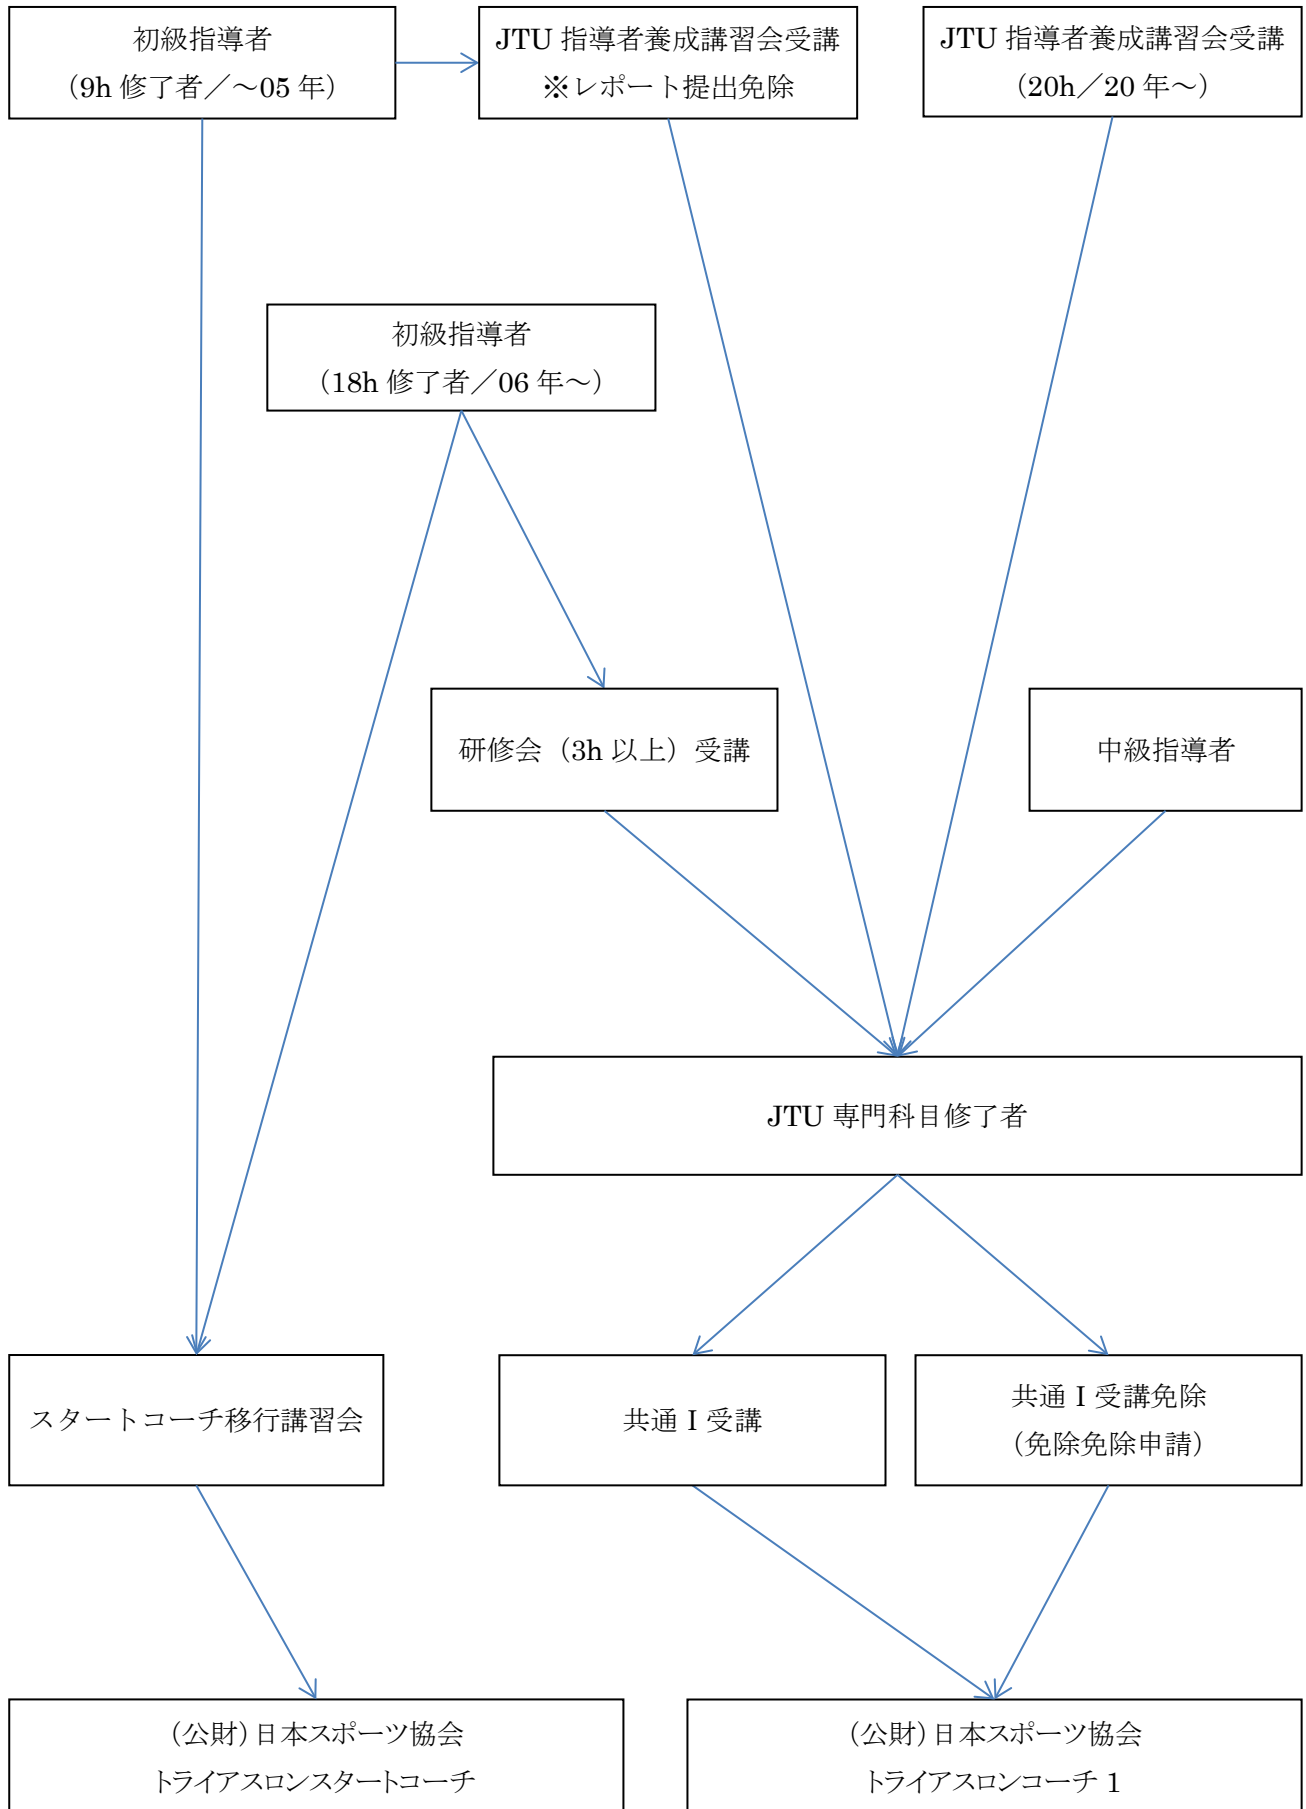 初級指導者
（9h 修了者／～05 年）
JTU 指導者養成講習会受講
※レポート提出免除
JTU 指導者養成講習会受講
（20h／20 年～）
初級指導者
（18h 修了者／06 年～）
研修会（3h 以上）受講
中級指導者
JTU 専門科目修了者
スタートコーチ移行講習会
共通 I 受講
共通 I 受講免除
（免除免除申請）
（公財）日本スポーツ協会
トライアスロンスタートコーチ
（公財）日本スポーツ協会
トライアスロンコーチ 1